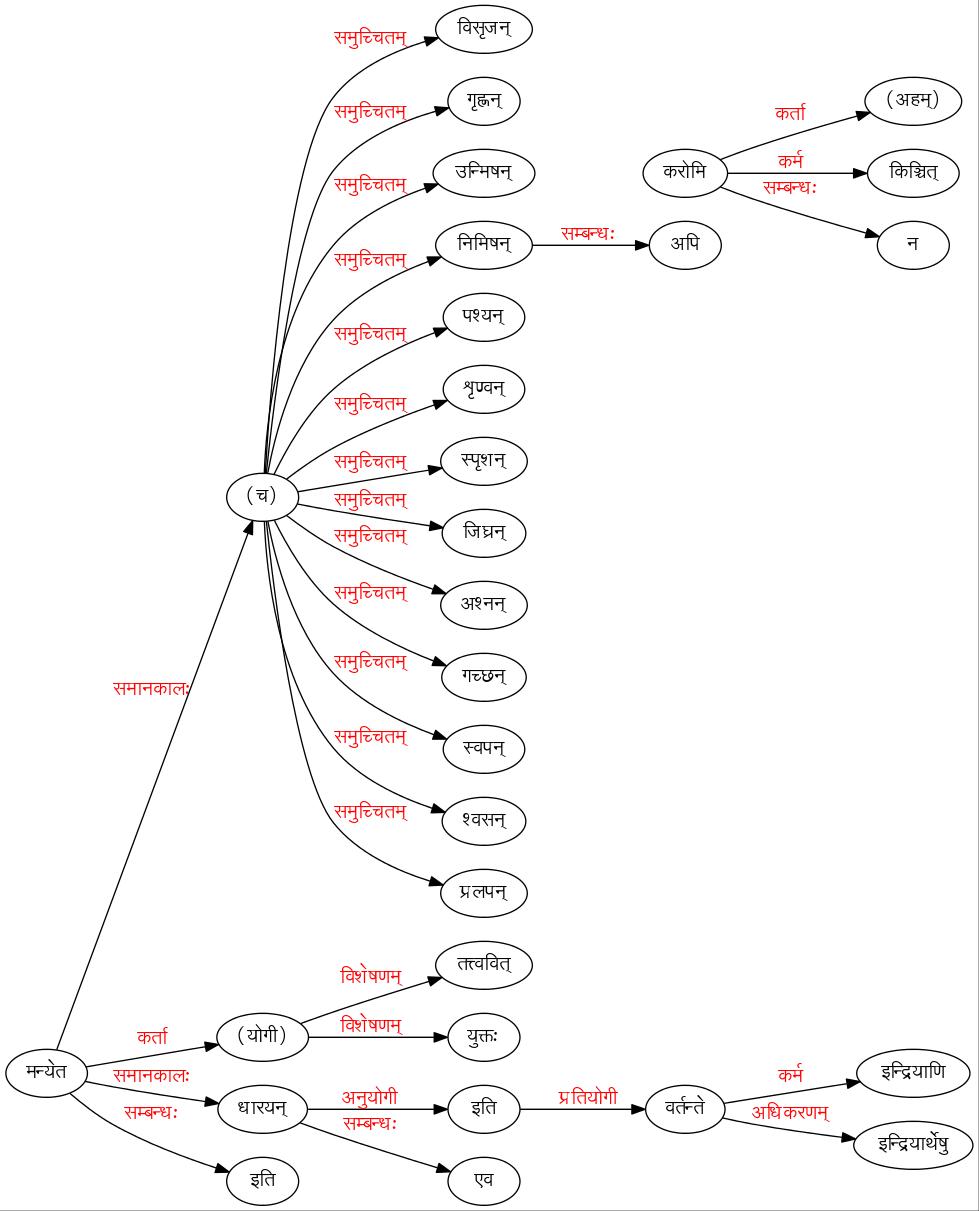 विसृजन्
समुच्चितम्
गृह्णन्
(अहम्)
समुच्चितम्
कर्ता
उन्मिषन्
करोमि
कर्म
किञ्चित्
समुच्चितम्
सम्बन्धः
निमिषन्
सम्बन्धः
अपि
न
समुच्चितम्
पश्यन्
समुच्चितम्
शृण्वन्
समुच्चितम्
स्पृशन्
समुच्चितम्
(च)
समुच्चितम्
जिघ्रन्
समुच्चितम्
अश्नन्
समुच्चितम्
गच्छन्
समुच्चितम्
समानकालः
स्वपन्
समुच्चितम्
श्वसन्
समुच्चितम्
प्रलपन्
तत्त्ववित्
विशेषणम्
कर्ता
(योगी)
विशेषणम्
युक्तः
मन्येत
समानकालः
कर्म
इन्द्रियाणि
धारयन्
अनुयोगी
इति
प्रतियोगी
वर्तन्ते
अधिकरणम्
सम्बन्धः
सम्बन्धः
इन्द्रियार्थेषु
इति
एव